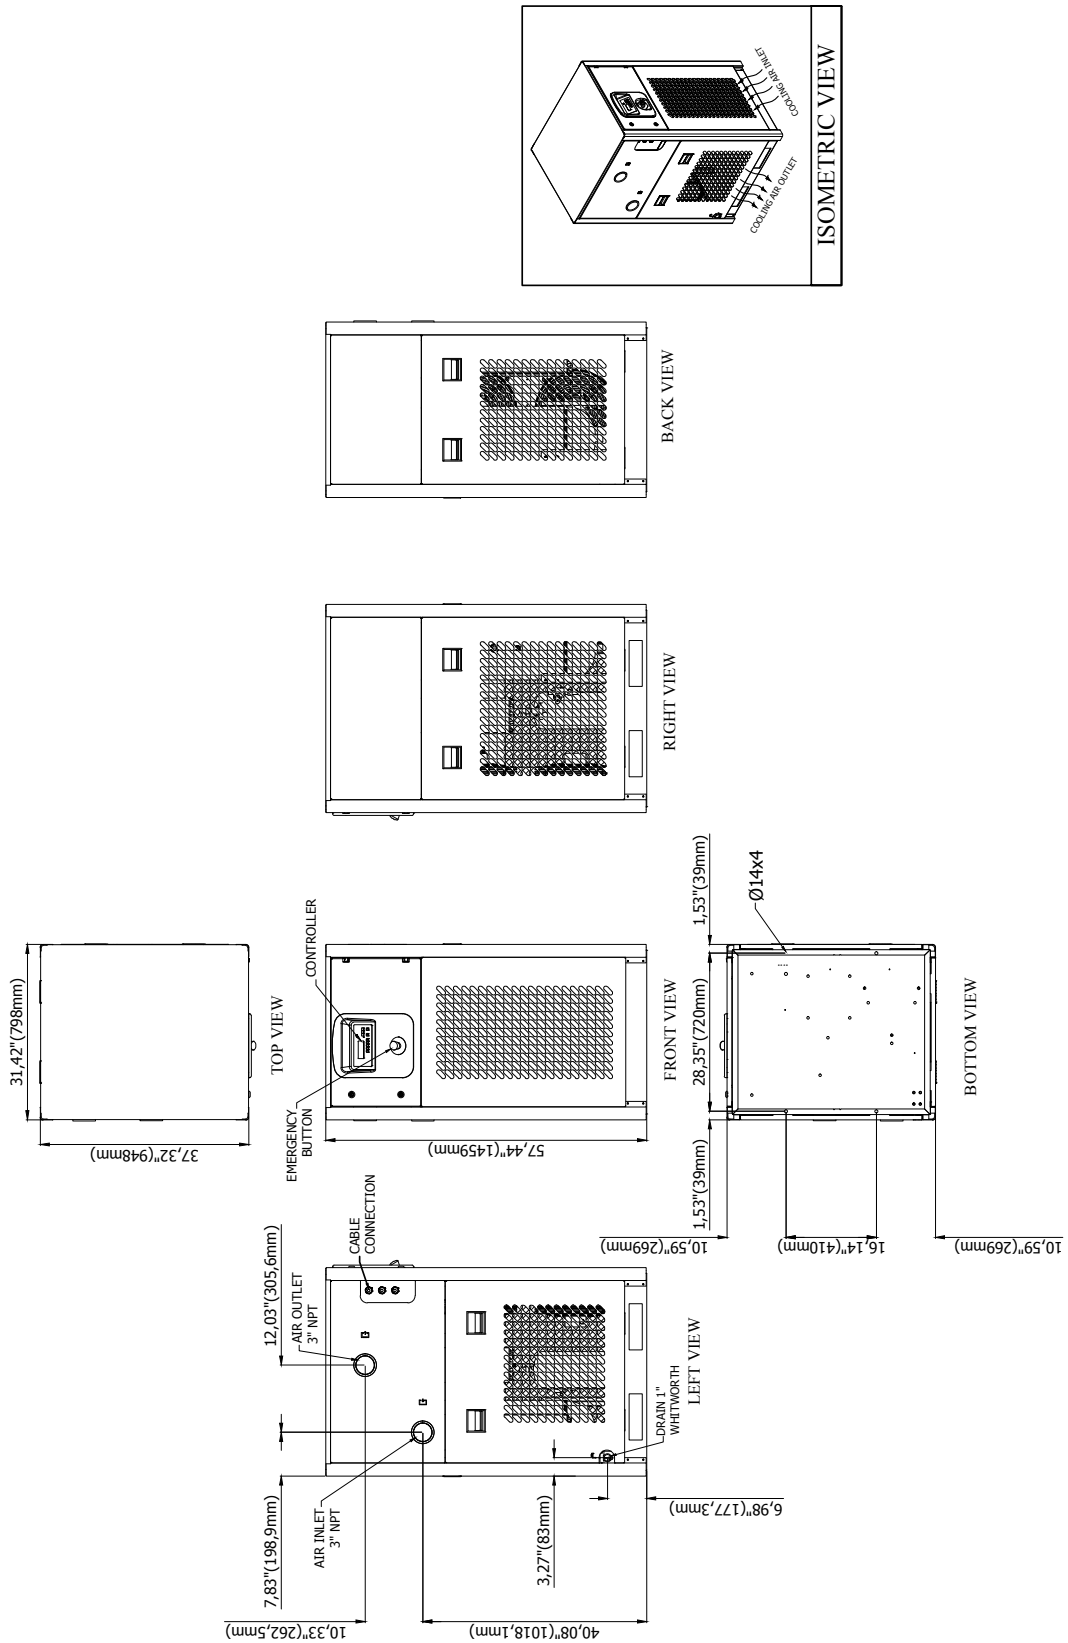 COOLING AIR INLET
COOLING AIR INLET
COOLING AIR OUTLET
ISOMETRIC VIEW
BACK VIEW
RIGHT VIEW
31,42"(798mm)
37,32"(948mm)
TOP VIEW
CONTROLLER
EMERGENCY
BUTTON
57,44"(1459mm)
FRONT VIEW
1,53"(39mm)
28,35"(720mm)
1,53"(39mm)
Ø14x4
10,59"(269mm)
16,14"(410mm)
10,59"(269mm)
BOTTOM VIEW
12,03"(305,6mm)
7,83"(198,9mm)
CABLE
CONNECTION
AIR OUTLET
3" NPT
AIR INLET
3" NPT
10,33"(262,5mm)
40,08"(1018,1mm)
3,27"(83mm)
6,98"(177,3mm)
DRAIN 1"
WHITWORTH
LEFT VIEW